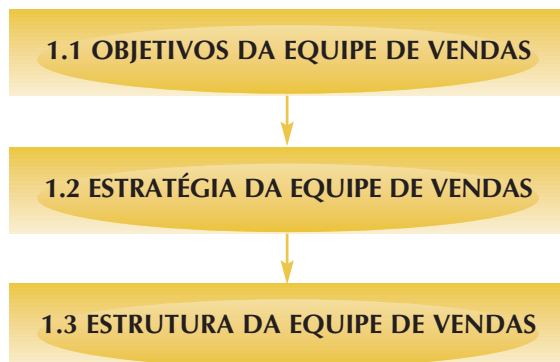 1.1 OBJETIVOS DA EQUIPE DE VENDAS
1.2 ESTRATÉGIA DA EQUIPE DE VENDAS
1.3 ESTRUTURA DA EQUIPE DE VENDAS